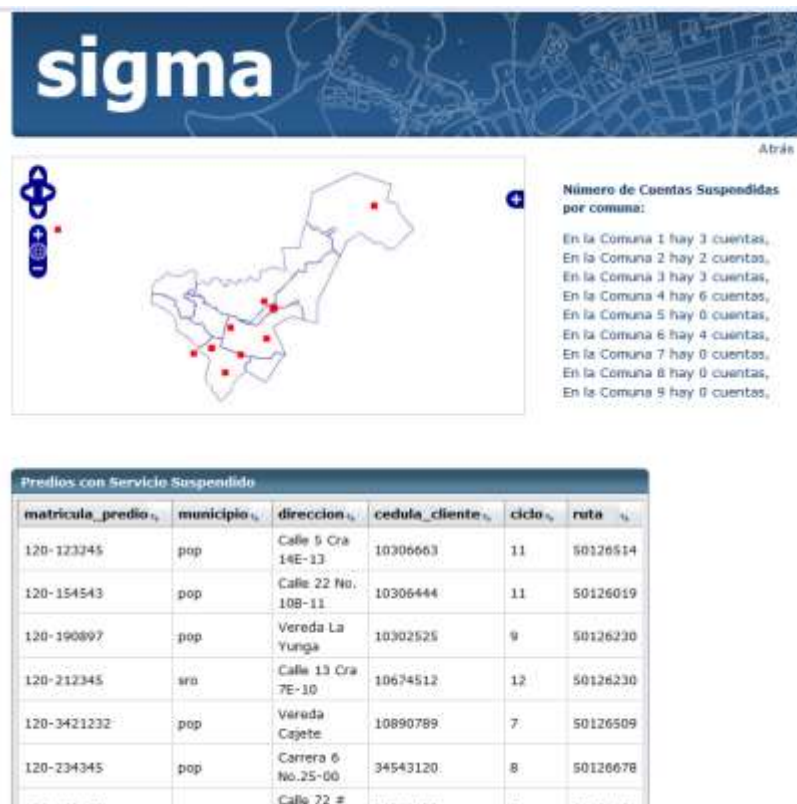 sigma
Atrás
Número de Cuentas Suspendidas
por comuna:
En la Comuna 1 hay 3 cuentas,
En la Comuna 2 hay 2 cuentas,
En la Comuna 3 hay 3 cuentas,
En la Comuna 4 hay 6 cuentas,
En la Comuna 5 hay 0 cuentas,
En la Comuna 6 hay 4 cuentas,
En la Comuna 7 hay 0 cuentas,
En la Comuna 8 hay 0 cuentas,
En la Comuna 9 hay 0 cuentas,
Predios con Servicio Suspendido
matricula_predio municipio direccion cedula_cliente ciclo ruta
120-123245 pop Calle 5 Cra 14E-13 10306663 11 50126514
120-154543 pop Calle 22 No. 10B-11 10306444 11 50126019
120-190897 pop Vereda La Yunga 10302525 9 50126230
120-212345 sro Calle 13 Cra 7E-10 10674512 12 50126230
120-3421232 pop Vereda Cajete 10890789 7 50126509
120-234345 pop Carrera 6 No.25-00 34543120 8 50126678
Calle 72 #